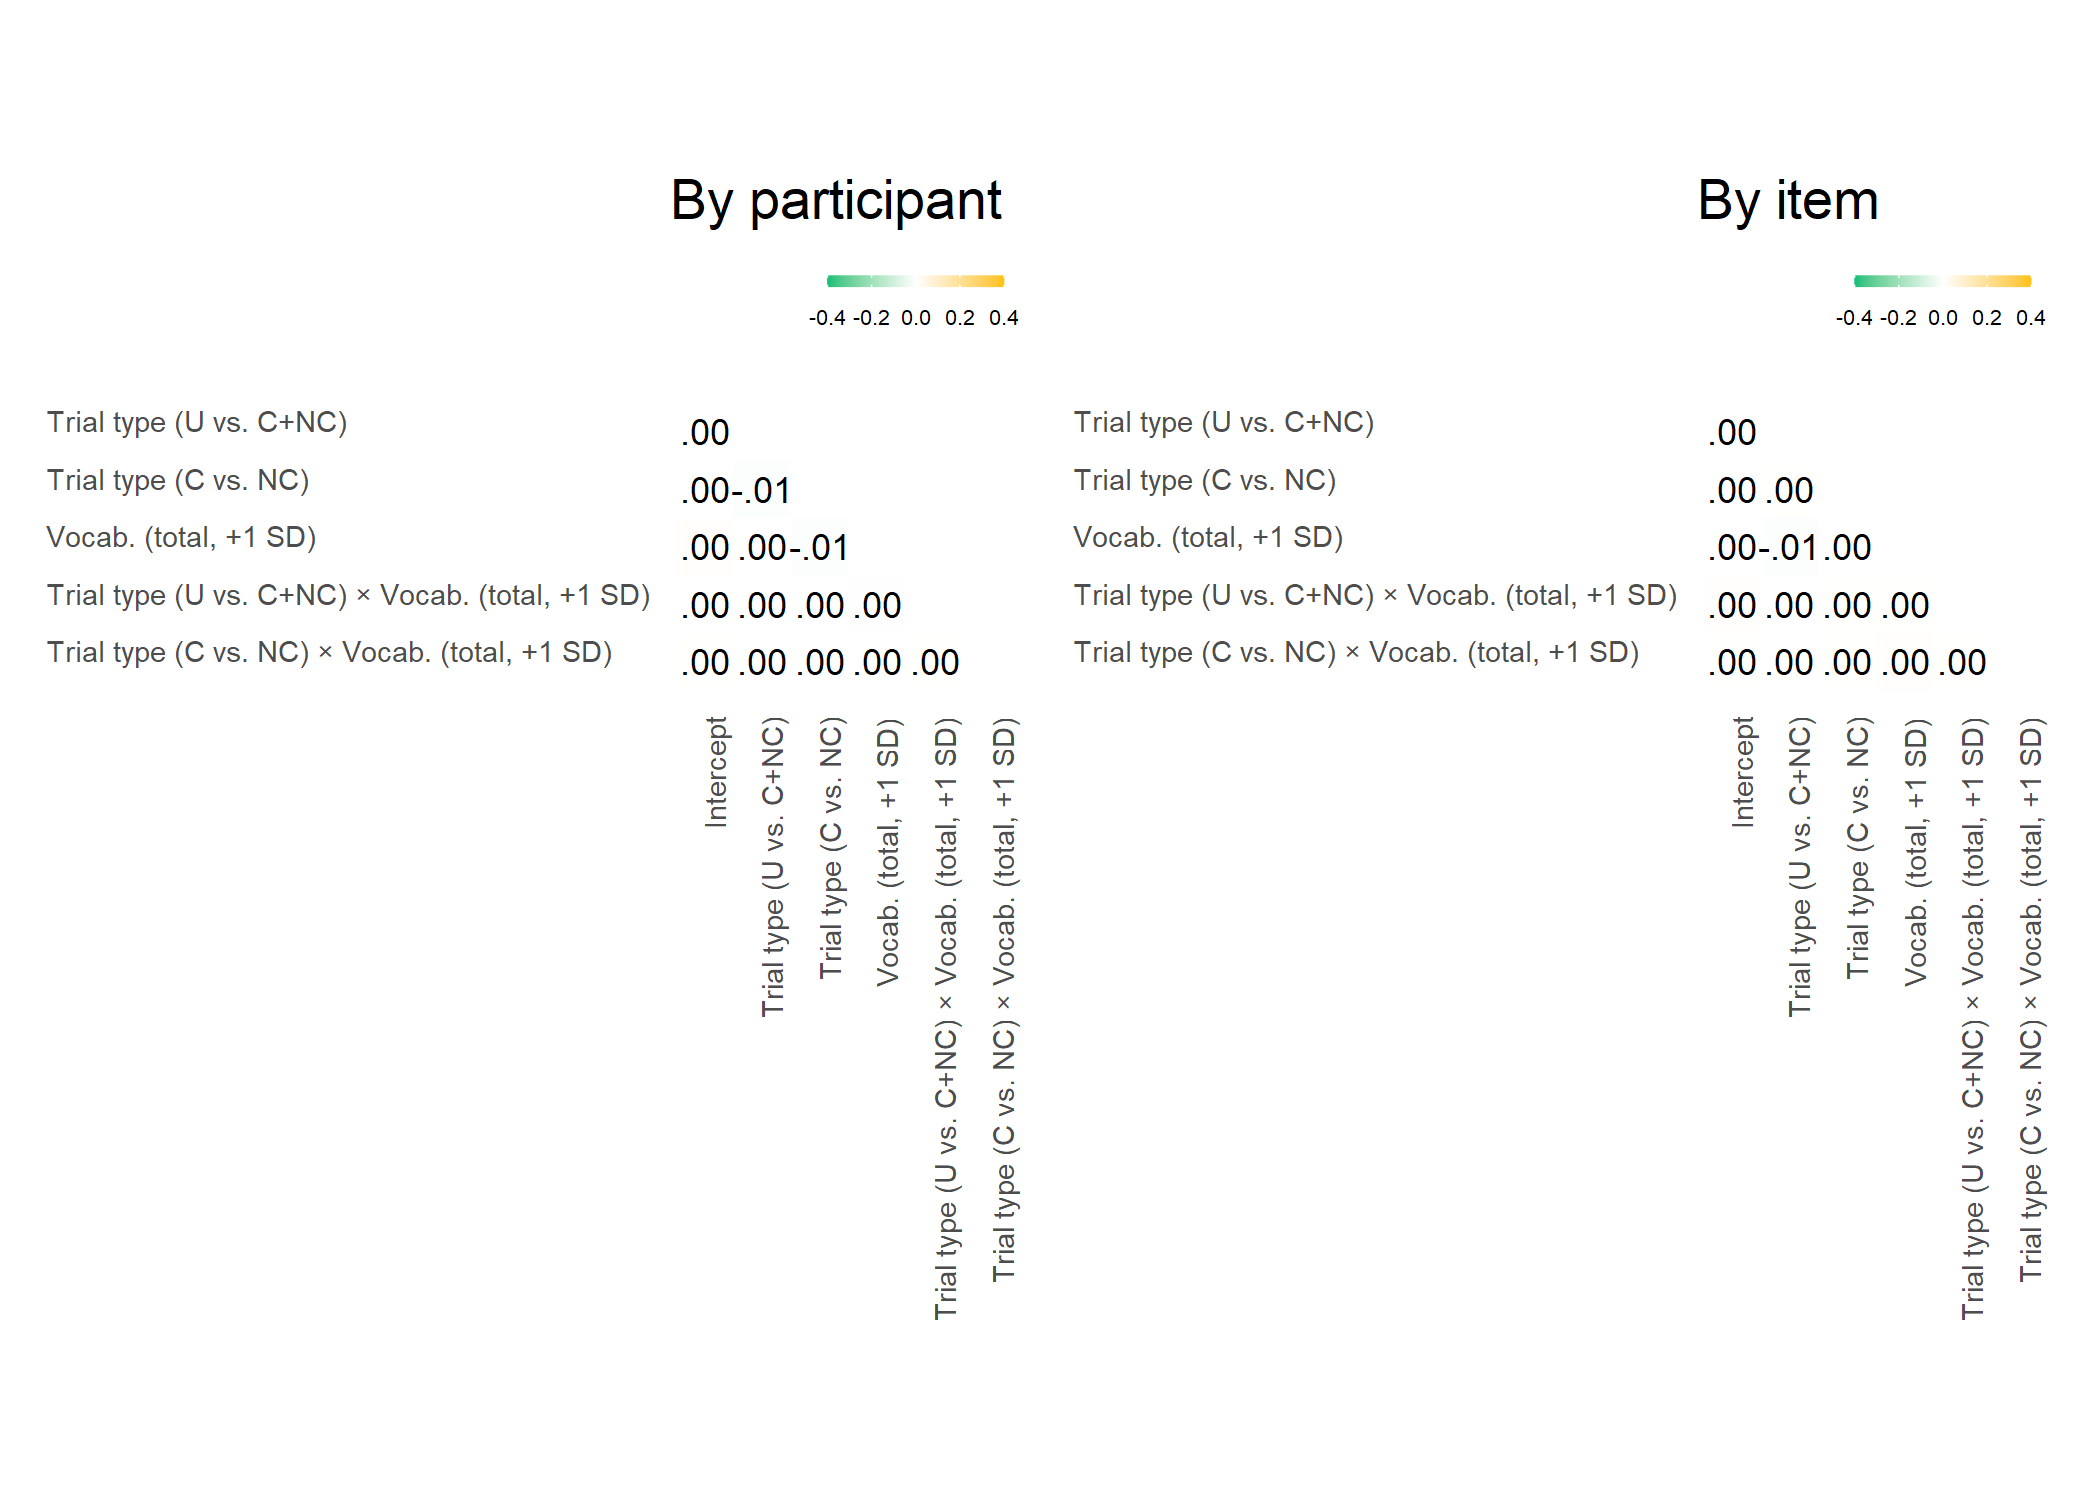 By participant
-0.4 -0.2 0.0 0.2 0.4
Trial type (U vs. C+NC) .00
Trial type (C vs. NC) .00 -.01
Vocab. (total, +1 SD) .00 .00 -.01
Trial type (U vs. C+NC) × Vocab. (total, +1 SD) .00 .00 .00 .00
Trial type (C vs. NC) × Vocab. (total, +1 SD) .00 .00 .00 .00 .00
Intercept
Trial type (U vs. C+NC)
Trial type (C vs. NC)
Vocab. (total, +1 SD)
Trial type (U vs. C+NC) × Vocab. (total, +1 SD)
Trial type (C vs. NC) × Vocab. (total, +1 SD)
By item
-0.4 -0.2 0.0 0.2 0.4
Trial type (U vs. C+NC) .00
Trial type (C vs. NC) .00 .00
Vocab. (total, +1 SD) .00 -.01 .00
Trial type (U vs. C+NC) × Vocab. (total, +1 SD) .00 .00 .00 .00
Trial type (C vs. NC) × Vocab. (total, +1 SD) .00 .00 .00 .00 .00
Intercept
Trial type (U vs. C+NC)
Trial type (C vs. NC)
Vocab. (total, +1 SD)
Trial type (U vs. C+NC) × Vocab. (total, +1 SD)
Trial type (C vs. NC) × Vocab. (total, +1 SD)